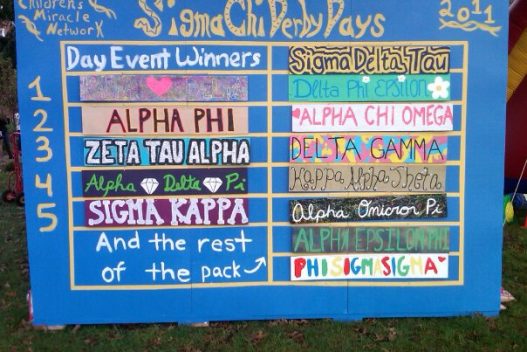 Children's
Miracle
Network
Sigma Chi Derby Days
2011
Day Event Winners
1
2 ALPHA PHI
3 ZETA TAU ALPHA
4 Alpha Delta Pi
5 SIGMA KAPPA
And the rest
of the pack
Sigma Delta Tau
Delta Phi EPSILON
ALPHA CHI OMEGA
DELTA GAMMA
Kappa Alpha Theta
Alpha Omicron Pi
ALPHA EPSILON PHI
PHI SIGMA SIGMA